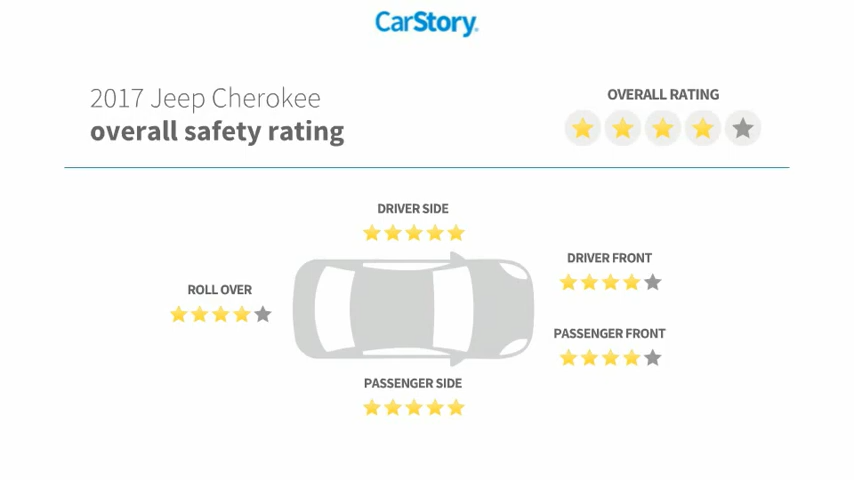 CarStory.
2017 Jeep Cherokee
overall safety rating
OVERALL RATING
DRIVER SIDE
DRIVER FRONT
ROLL OVER
PASSENGER FRONT
PASSENGER SIDE